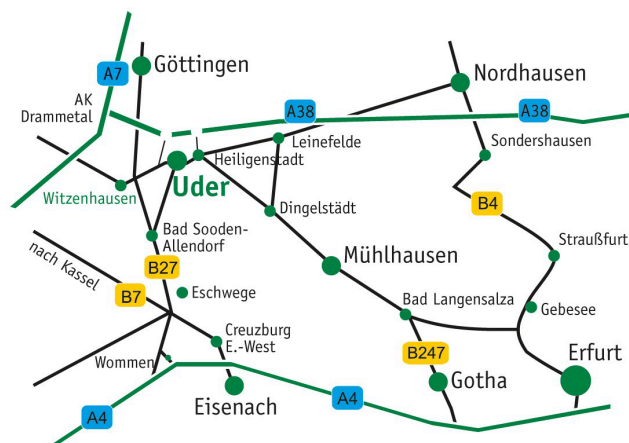 Göttingen
A7
Nordhausen
AK
Drammetal
A38
A38
Leinefelde
Sondershausen
Heiligenstadt
Uder
Witzenhausen
B4
Dingelstädt
Bad Sooden-
Allendorf
Straußfurt
nach Kassel
B27
Mühlhausen
B7
Eschwege
Bad Langensalza
Gebesee
Creuzburg
E.-West
B247
Wommen
Erfurt
Gotha
Eisenach
A4
A4